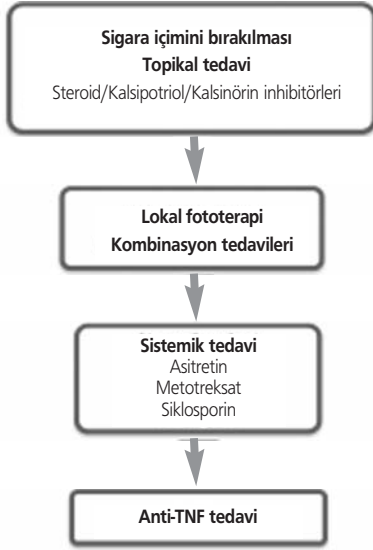 Sigara içimini bırakılması
Topikal tedavi
Steroid/Kalsipotriol/Kalsinörin inhibitörleri
Lokal fototerapi
Kombinasyon tedavileri
Sistemik tedavi
Asitretin
Metotreksat
Siklosporin
Anti-TNF tedavi